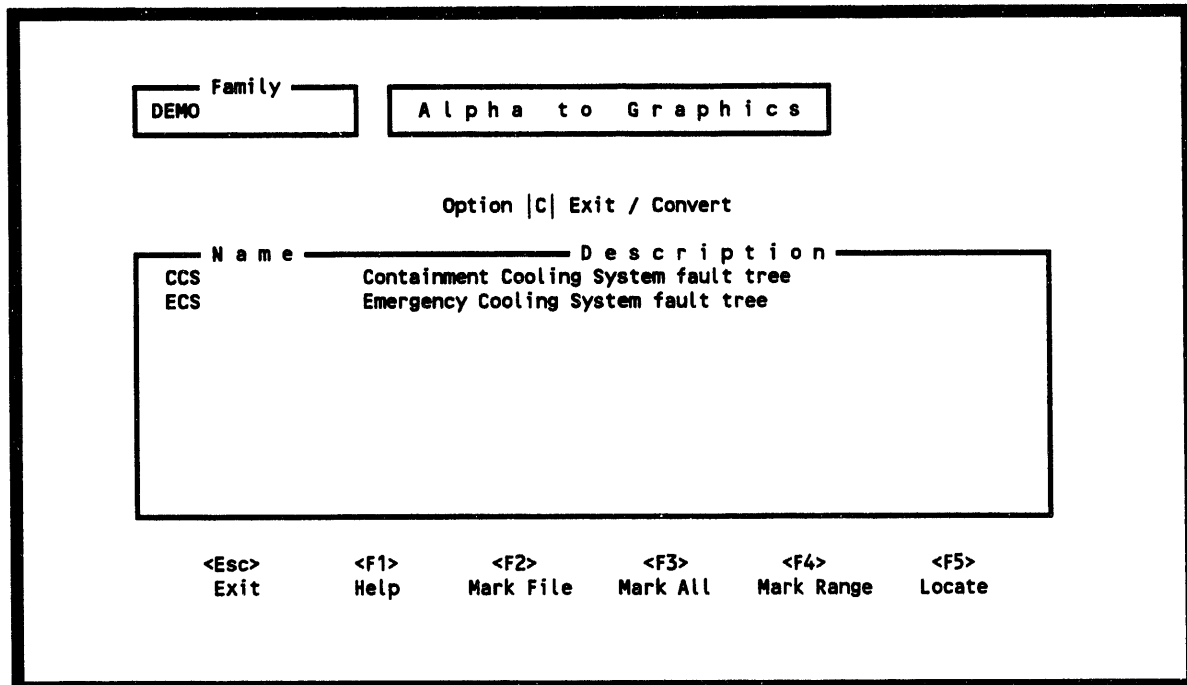 Family
DEMO
Alpha to Graphics
Option |C| Exit / Convert
Name Description
CCS Containment Cooling System fault tree
ECS Emergency Cooling System fault tree
<Esc> <F1> <F2> <F3> <F4> <F5>
Exit Help Mark File Mark All Mark Range Locate